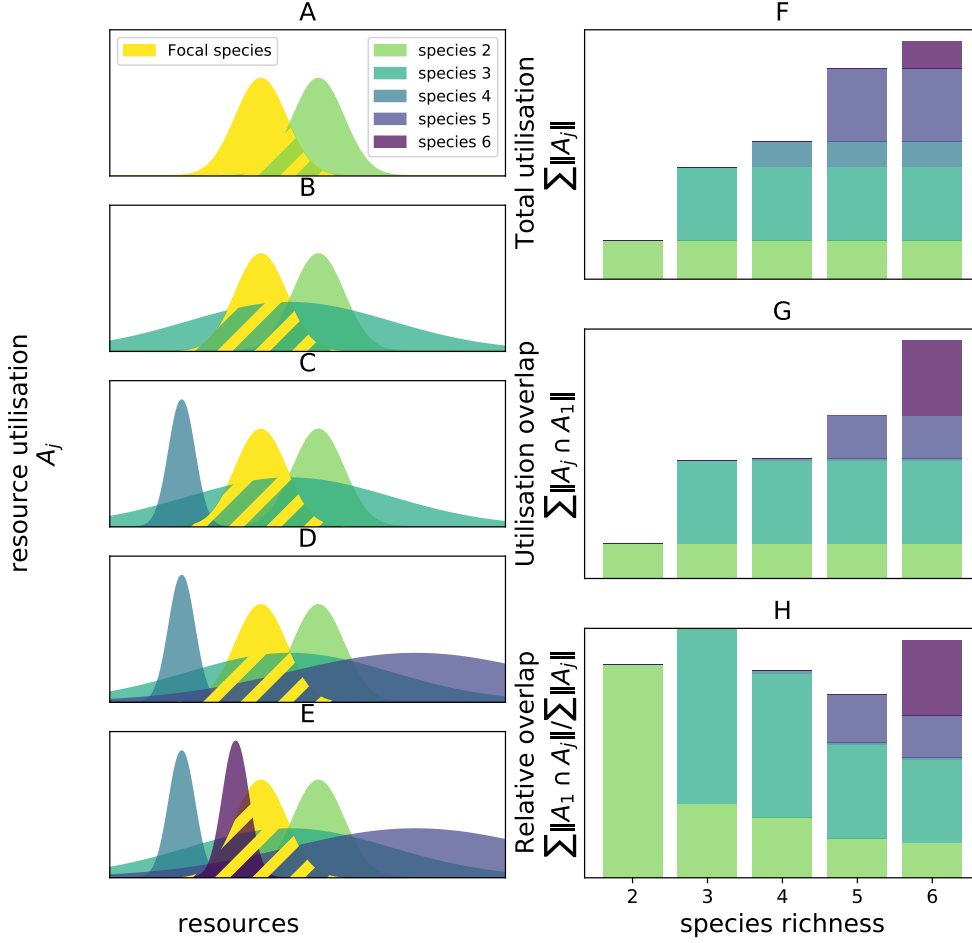 A
Focal species
species 2
species 3
species 4
species 5
species 6
B
C
D
E
resource utilisation
A_j
resources
F
Total utilisation
∑‖A_j‖
G
Utilisation overlap
∑‖A_j ∩ A_1‖
H
Relative overlap
∑‖A_1 ∩ A_j‖/∑‖A_j‖
2 3 4 5 6
species richness